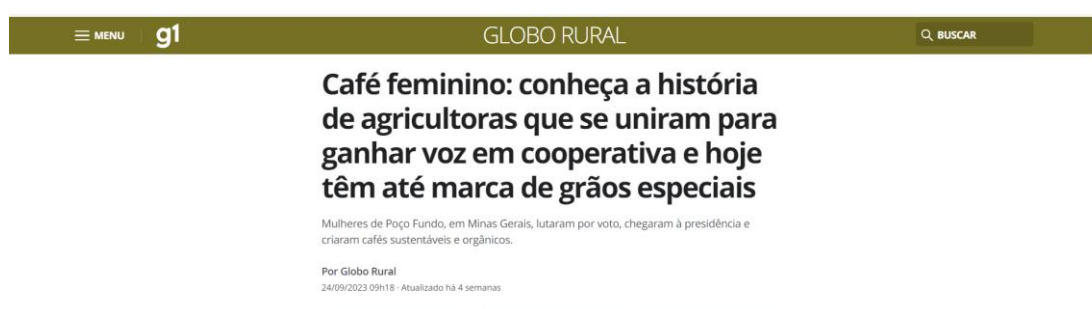 MENU g1 GLOBO RURAL BUSCAR
Café feminino: conheça a história
de agricultoras que se uniram para
ganhar voz em cooperativa e hoje
têm até marca de grãos especiais
Mulheres de Poço Fundo, em Minas Gerais, lutaram por voto, chegaram à presidência e
criaram cafés sustentáveis e orgânicos.
Por Globo Rural
24/09/2023 09h18 · Atualizado há 4 semanas